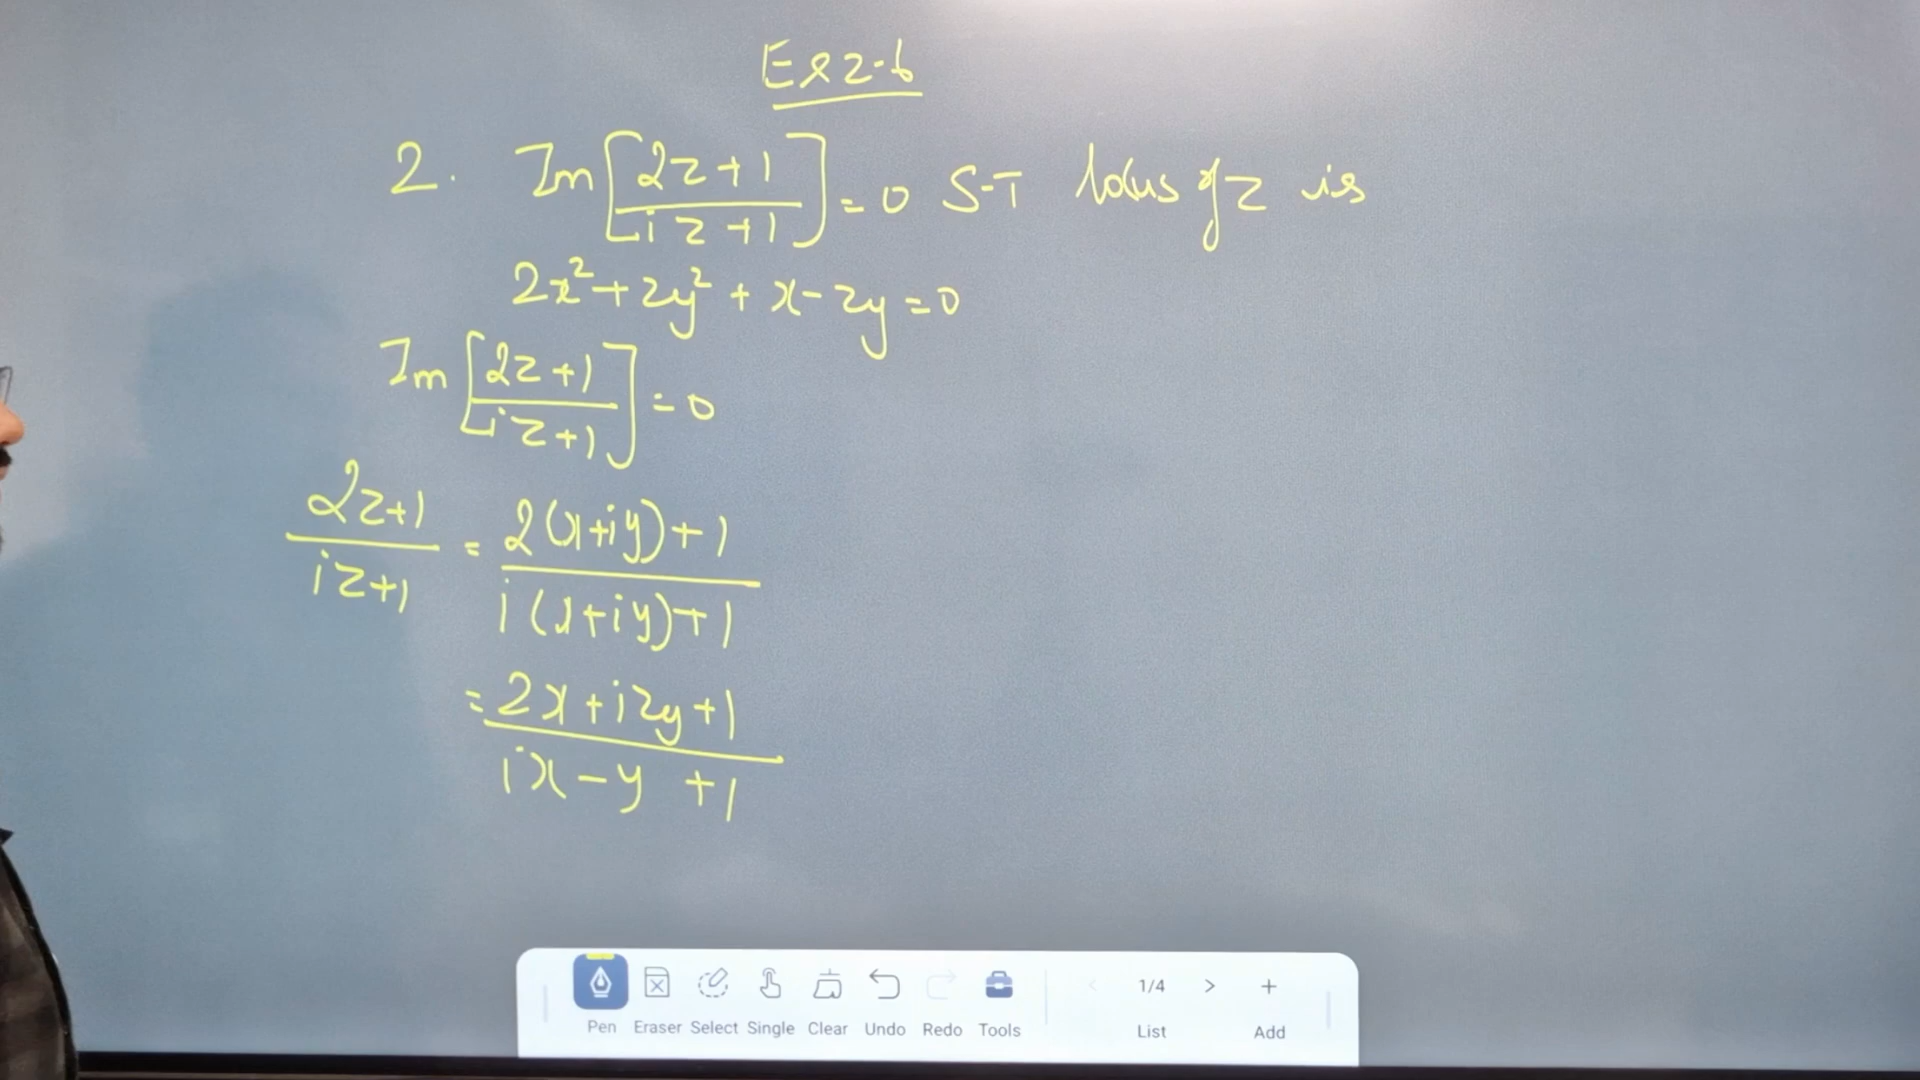 Ex 2.6
2. Im[2z+1/iz+1]=0 S-T locus of z is
2x²+2y²+x-2y=0
Im[2z+1/iz+1]=0
2z+1/iz+1 = 2(x+iy)+1/i(x+iy)+1
= 2x+i2y+1/ix-y +1
1/4
Pen Eraser Select Single Clear Undo Redo Tools List Add